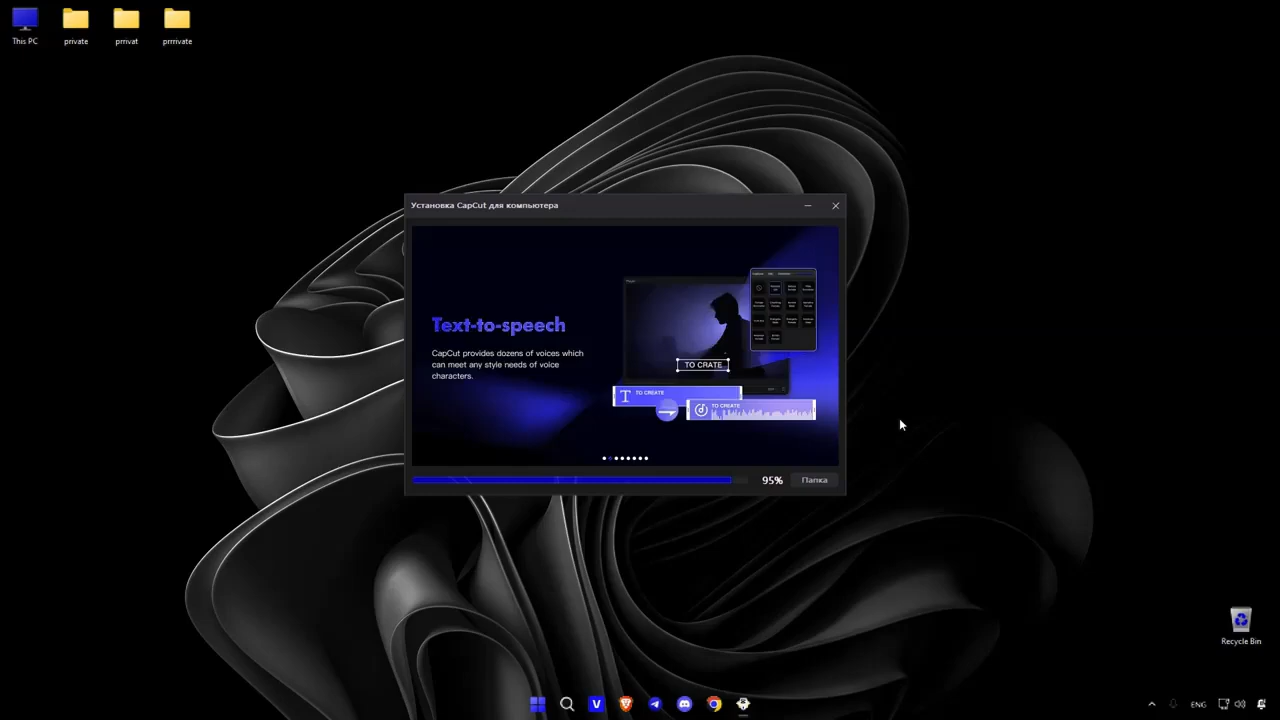 This PC
private
prrivat
prrrivate
Установка CapCut для компьютера
Text-to-speech
CapCut provides dozens of voices which
can meet any style needs of voice
characters.
TO CRATE
TO CREATE
TO CREATE
95%
Папка
Recycle Bin
ENG